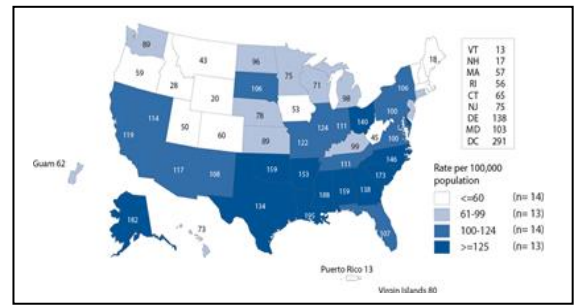 89
43
96
18
59
28
20
106
75
71
98
106
VT 13
NH 17
MA 57
RI 56
CT 65
NJ 75
DE 138
MD 103
DC 291
114
119
50
60
78
53
124
111
140
45
100
100
Guam 62
89
122
99
146
117
108
159
153
111
173
134
188
159
138
195
107
182
73
Rate per 100,000
population
<=60 (n= 14)
61-99 (n= 13)
100-124 (n= 14)
>=125 (n= 13)
Puerto Rico 13
Virgin Islands 80